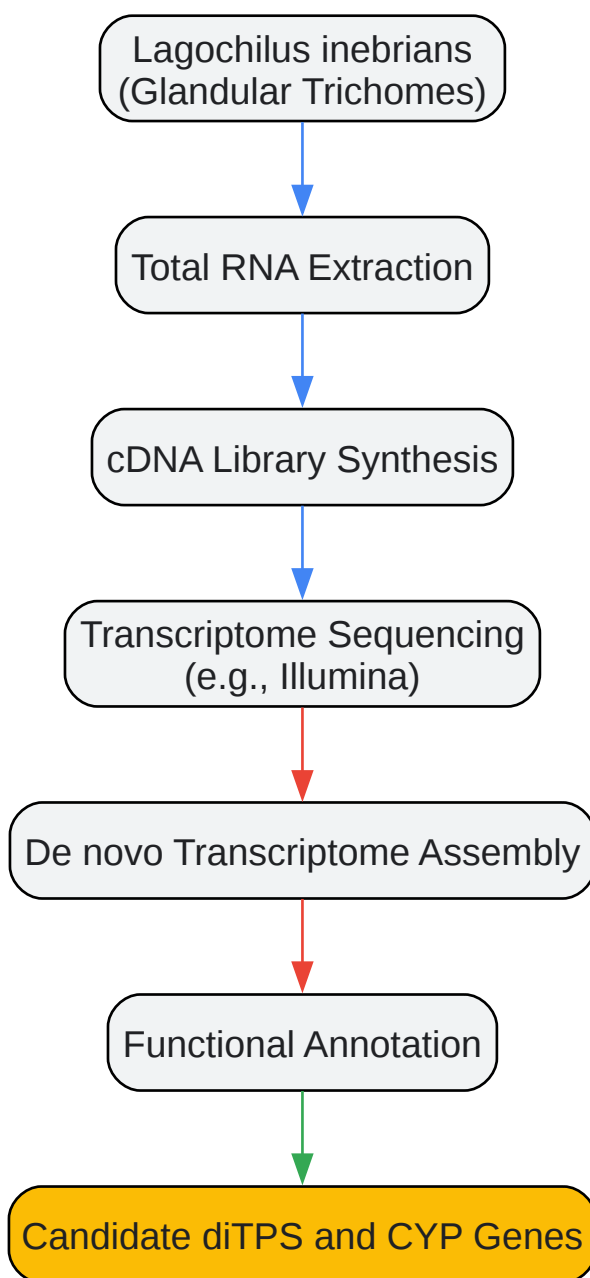 Lagochilus inebrians
(Glandular Trichomes)
Total RNA Extraction
cDNA Library Synthesis
Transcriptome Sequencing
(e.g., Illumina)
De novo Transcriptome Assembly
Functional Annotation
Candidate diTPS and CYP Genes